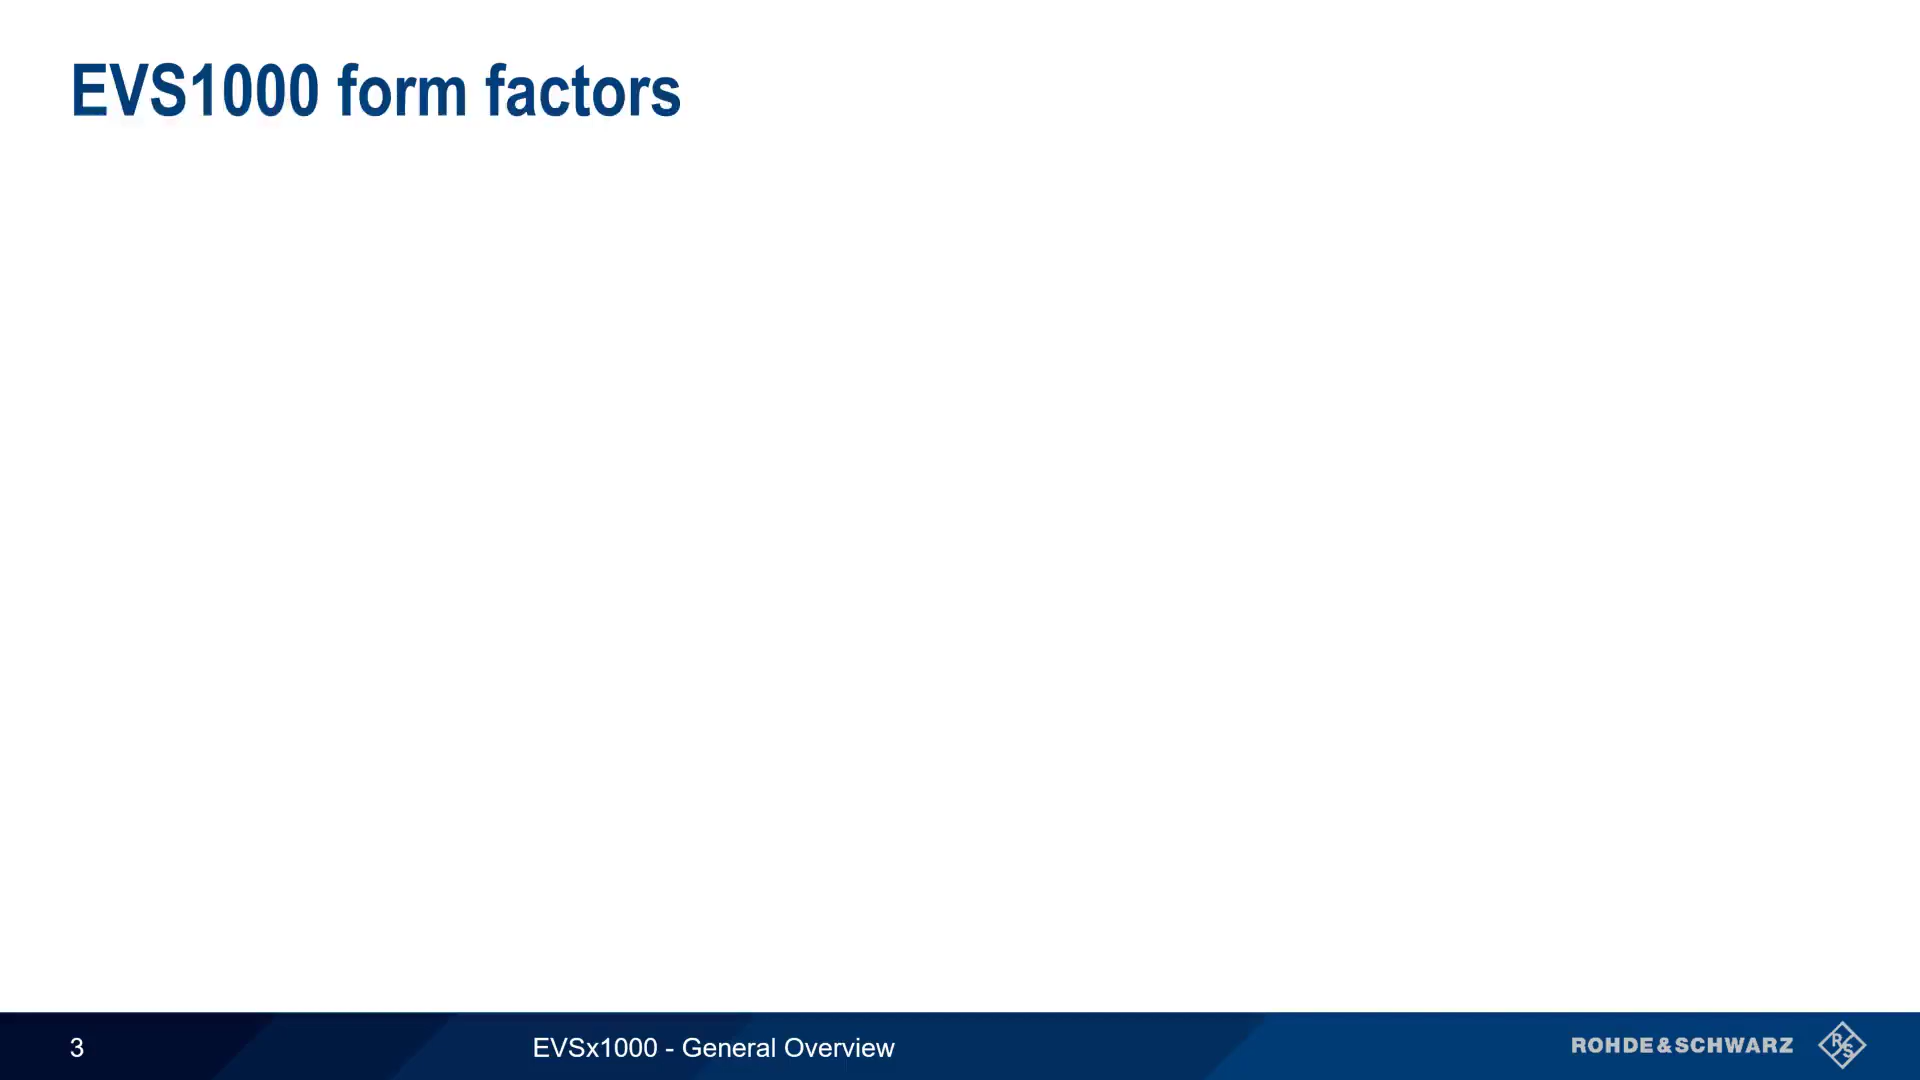 EVS1000 form factors
3
EVSx1000 - General Overview
ROHDE&SCHWARZ
R
S